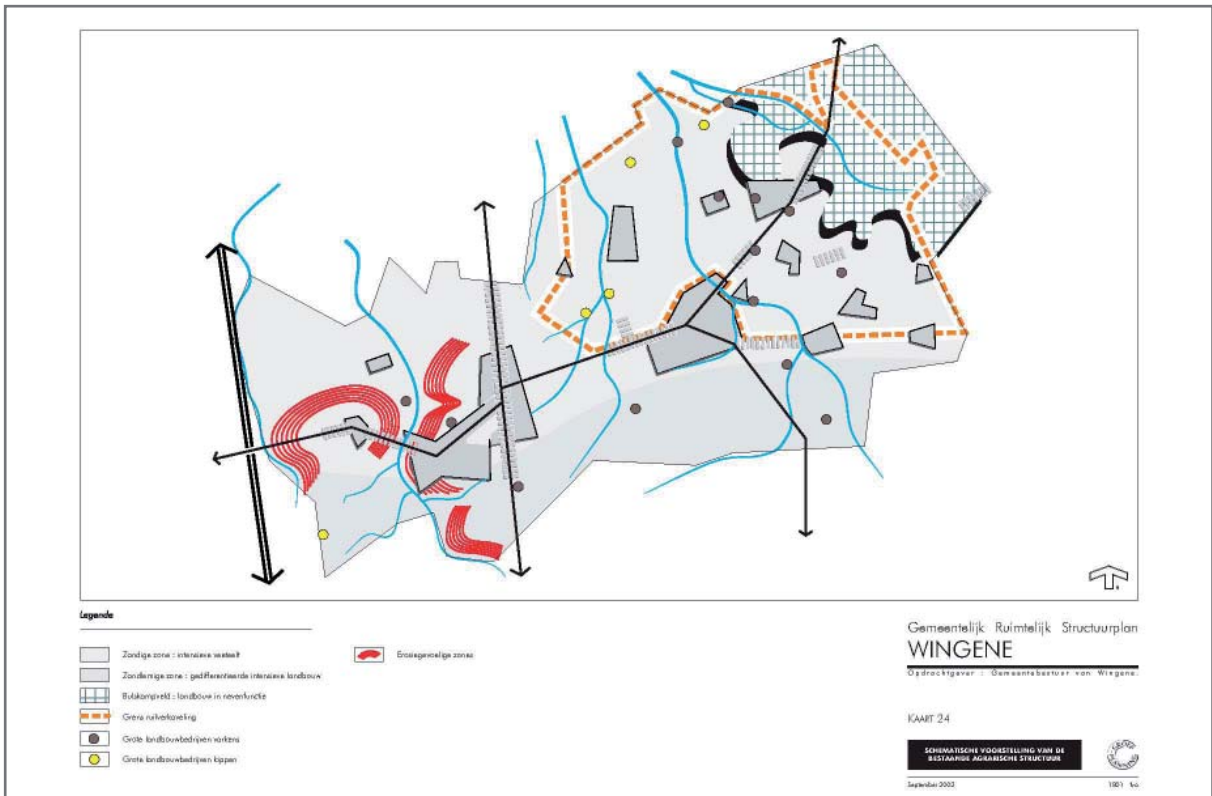 Legende
Zandige zone : intensieve veeteelt
Zandlemige zone : gedifferentieerde intensieve landbouw
Bulskampveld : landbouw in nevenfunctie
Grens ruilverkaveling
Grote landbouwbedrijven varkens
Grote landbouwbedrijven kippen
Erosiegevoelige zones
Gemeentelijk Ruimtelijk Structuurplan
WINGENE
Opdrachtgever : Gemeentebestuur van Wingene
KAART 24
SCHEMATISCHE VOORSTELLING VAN DE
BESTAANDE AGRARISCHE STRUCTUUR
GROEP
PLANNING
September 2002